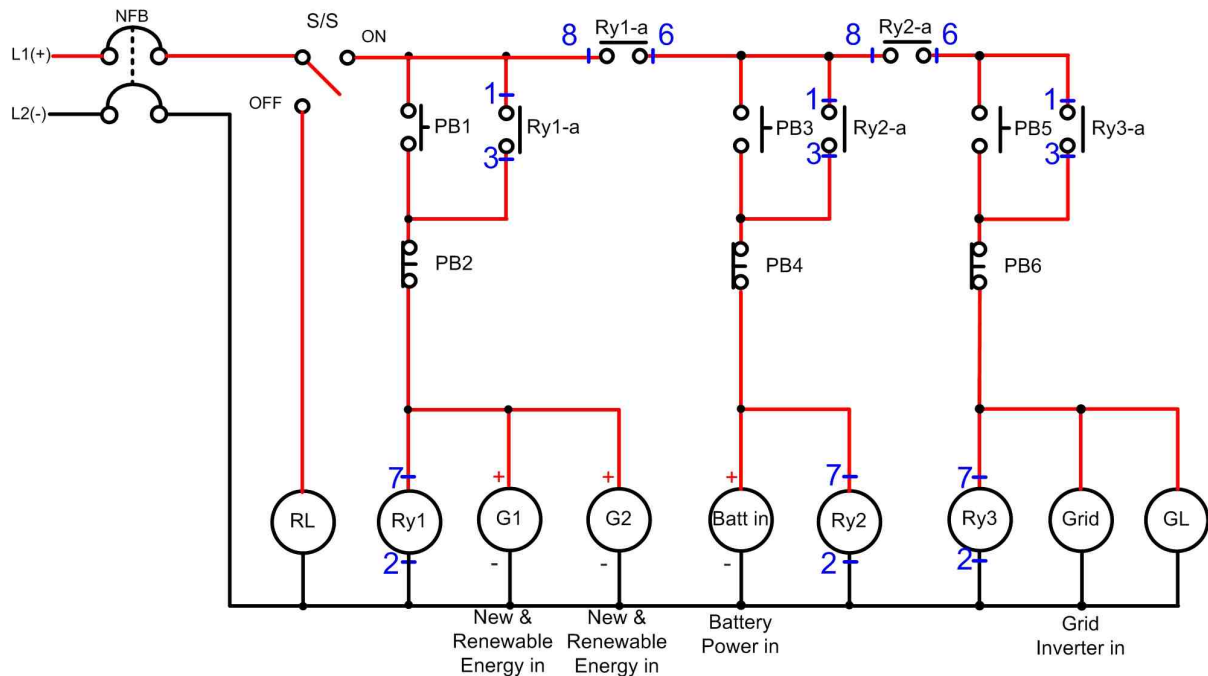 NFB
S/S
L1(+)
ON
8
Ry1-a
6
8
Ry2-a
6
L2(-)
OFF
PB1
1
Ry1-a
3
PB3
1
Ry2-a
3
PB5
1
Ry3-a
3
PB2
PB4
PB6
7
+
+
+
7
7
RL
Ry1
G1
G2
Batt in
Ry2
Ry3
Grid
GL
2
-
-
-
2
2
New &
Renewable
Energy in
New &
Renewable
Energy in
Battery
Power in
Grid
Inverter in